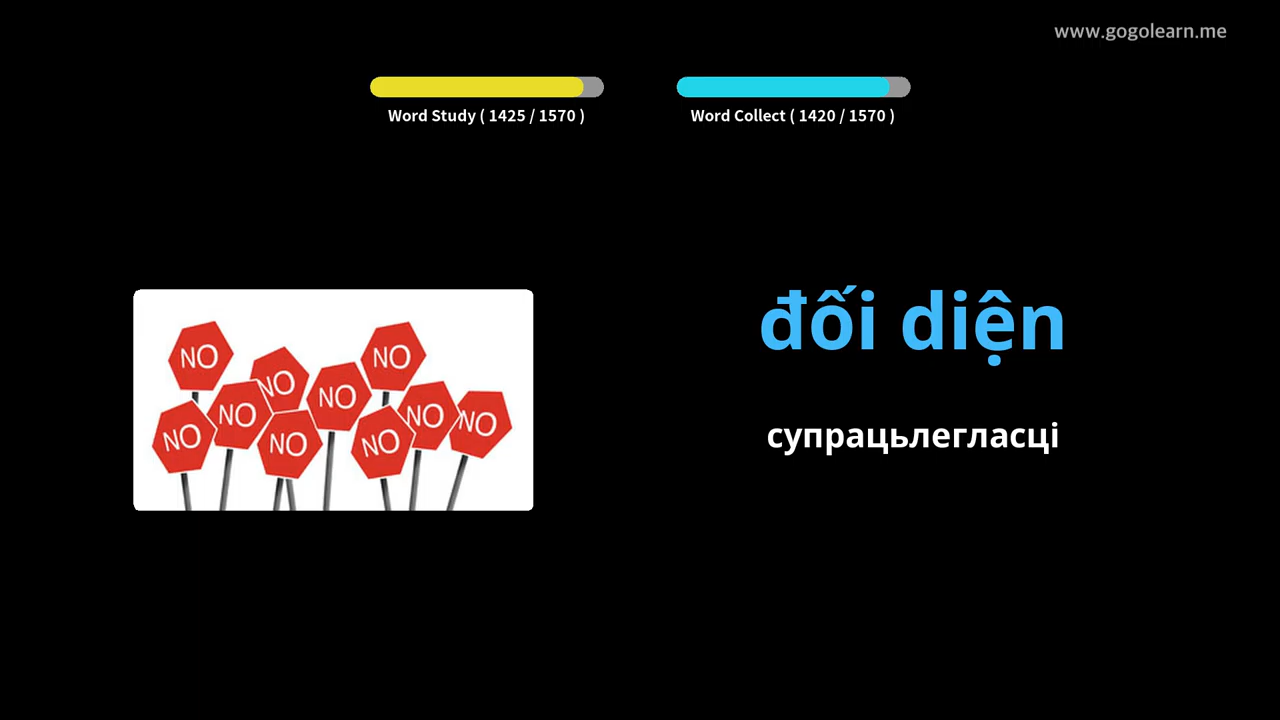 www.gogolearn.me
Word Study ( 1425 / 1570 )
Word Collect ( 1420 / 1570 )
đối diện
супрацьлегласці
NO
NO
NO
NO
NO
NO
NO
NO
NO
NO